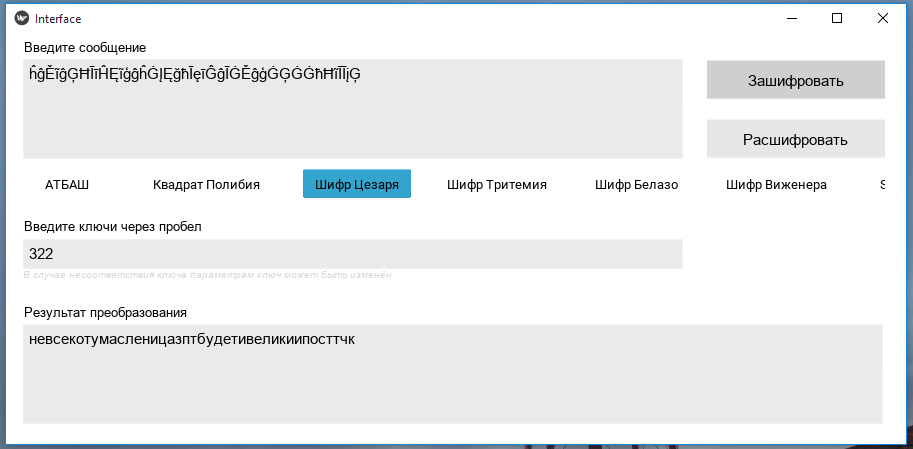 Interface
Введите сообщение
ĥĝĚĩĝĢĦĪīĤĘĩģĝĥĠĮĘğħĪęīĜĝĪĠĚĝģĠĢĠĠħĦĩĪĪįĢ
Зашифровать
Расшифровать
АТБАШ Квадрат Полибия Шифр Цезаря Шифр Тритемия Шифр Белазо Шифр Виженера
Введите ключи через пробел
322
В случае несоответствия ключа параметрам ключ может быть изменён
Результат преобразования
невсекотумасленицазптбудетивеликиипосттчк